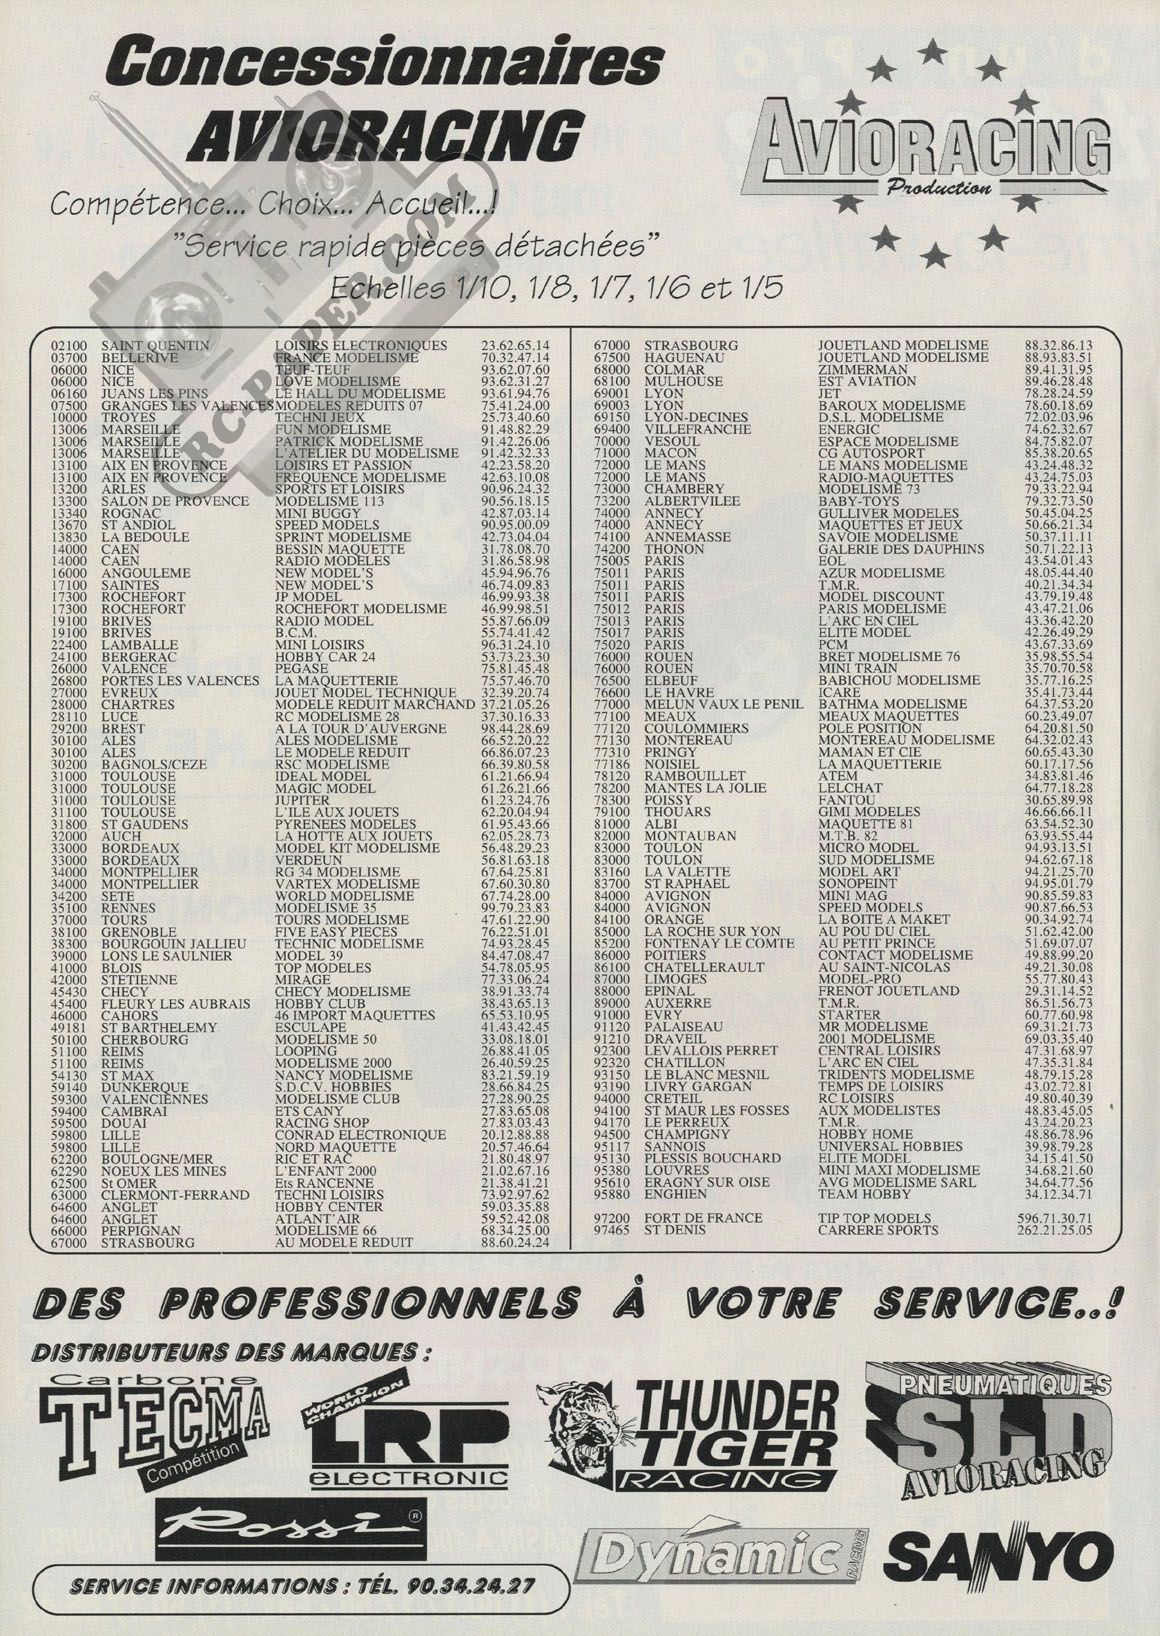 Concessionnaires
AVIORACING
AVIORACING
Production
Compétence... Choix... Accueil...!
"Service rapide pièces détachées"
Echelles 1/10, 1/8, 1/7, 1/6 et 1/5
RC-PAPER.COM
02100 SAINT QUENTIN LOISIRS ELECTRONIQUES 23.62.65.14
03700 BELLERIVE FRANCE MODELISME 70.32.47.14
06000 NICE TEUF-TEUF 93.62.07.60
06000 NICE LOVE MODELISME 93.62.31.27
06160 JUANS LES PINS LE HALL DU MODELISME 93.61.94.76
07500 GRANGES LES VALENCES MODELES REDUITS 07 75.41.24.00
10000 TROYES TECHNI JEUX 25.73.40.60
13006 MARSEILLE FUN MODELISME 91.48.82.29
13006 MARSEILLE PATRICK MODELISME 91.42.26.06
13006 MARSEILLE L'ATELIER DU MODELISME 91.42.32.33
13100 AIX EN PROVENCE LOISIRS ET PASSION 42.23.58.20
13100 AIX EN PROVENCE FREQUENCE MODELISME 42.63.10.08
13200 ARLES SPORTS ET LOISIRS 90.96.24.32
13300 SALON DE PROVENCE MODELISME 113 90.56.18.15
13340 ROGNAC MINI BUGGY 42.87.03.14
13670 ST ANDIOL SPEED MODELS 90.95.00.09
13830 LA BEDOULE SPRINT MODELISME 42.73.04.04
14000 CAEN BESSIN MAQUETTE 31.78.08.70
14000 CAEN RADIO MODELES 31.86.58.98
16000 ANGOULEME NEW MODEL'S 45.94.96.76
17100 SAINTES NEW MODEL'S 46.74.09.83
17300 ROCHEFORT JP MODEL 46.99.93.38
17300 ROCHEFORT ROCHEFORT MODELISME 46.99.98.51
19100 BRIVES RADIO MODEL 55.87.66.09
19100 BRIVES B.C.M. 55.74.41.42
22400 LAMBALLE MINI LOISIRS 96.31.24.10
24100 BERGERAC HOBBY CAR 24 53.73.23.30
26000 VALENCE PEGASE 75.81.45.48
26800 PORTES LES VALENCES LA MAQUETTERIE 75.57.46.70
27000 EVREUX JOUET MODEL TECHNIQUE 32.39.20.74
28000 CHARTRES MODELE REDUIT MARCHAND 37.21.05.26
28110 LUCE RC MODELISME 28 37.30.16.33
29200 BREST A LA TOUR D'AUVERGNE 98.44.28.69
30100 ALES ALES MODELISME 66.52.20.22
30100 ALES LE MODELE REDUIT 66.86.07.23
30200 BAGNOLS/CEZE RSC MODELISME 66.39.80.58
31000 TOULOUSE IDEAL MODEL 61.21.66.94
31000 TOULOUSE MAGIC MODEL 61.26.21.66
31000 TOULOUSE JUPITER 61.23.24.76
31100 TOULOUSE L'ILE AUX JOUETS 62.20.04.94
31800 ST GAUDENS PYRENEES MODELES 61.95.43.66
32000 AUCH LA HOTTE AUX JOUETS 62.05.28.73
33000 BORDEAUX MODEL KIT MODELISME 56.48.29.23
33000 BORDEAUX VERDEUN 56.81.63.18
34000 MONTPELLIER RG 34 MODELISME 67.64.25.81
34000 MONTPELLIER VARTEX MODELISME 67.60.30.80
34200 SETE WORLD MODELISME 67.74.28.00
35100 RENNES MODELISME 35 99.79.23.83
37000 TOURS TOURS MODELISME 47.61.22.90
38100 GRENOBLE FIVE EASY PIECES 76.22.51.01
38300 BOURGOUIN JALLIEU TECHNIC MODELISME 74.93.28.45
39000 LONS LE SAULNIER MODEL 39 84.47.08.47
41000 BLOIS TOP MODELES 54.78.05.95
42000 STETIENNE MIRAGE 77.33.06.24
45430 CHECY CHECY MODELISME 38.91.33.74
45400 FLEURY LES AUBRAIS HOBBY CLUB 38.43.65.13
46000 CAHORS 46 IMPORT MAQUETTES 65.53.10.95
49181 ST BARTHELEMY ESCULAPE 41.43.42.45
50100 CHERBOURG MODELISME 50 33.08.18.01
51100 REIMS LOOPING 26.88.41.05
51100 REIMS MODELISME 2000 26.40.59.25
54130 ST MAX NANCY MODELISME 83.21.59.19
59140 DUNKERQUE S.D.C.V. HOBBIES 28.66.84.25
59300 VALENCIENNES MODELISME CLUB 27.28.90.25
59400 CAMBRAI ETS CANY 27.83.65.08
59500 DOUAI RACING SHOP 27.83.03.43
59800 LILLE CONRAD ELECTRONIQUE 20.12.88.88
59800 LILLE NORD MAQUETTE 20.57.46.64
62200 BOULOGNE/MER RIC ET RAC 21.80.48.97
62290 NOEUX LES MINES L'ENFANT 2000 21.02.67.16
62500 St OMER Ets RANCENNE 21.38.41.21
63000 CLERMONT-FERRAND TECHNI LOISIRS 73.92.97.62
64600 ANGLET HOBBY CENTER 59.03.35.88
64600 ANGLET ATLANT'AIR 59.52.42.08
66000 PERPIGNAN MODELISME 66 68.34.25.00
67000 STRASBOURG AU MODELE REDUIT 88.60.24.24
67000 STRASBOURG JOUETLAND MODELISME 88.32.86.13
67500 HAGUENAU JOUETLAND MODELISME 88.93.83.51
68000 COLMAR ZIMMERMAN 89.41.31.95
68100 MULHOUSE EST AVIATION 89.46.28.48
69001 LYON JET 78.28.24.59
69003 LYON BAROUX MODELISME 78.60.18.69
69150 LYON-DECINES D.S.L. MODELISME 72.02.03.96
69400 VILLEFRANCHE ENERGIC 74.62.32.67
70000 VESOUL ESPACE MODELISME 84.75.82.07
71000 MACON CG AUTOSPORT 85.38.20.65
72000 LE MANS LE MANS MODELISME 43.24.48.32
72000 LE MANS RADIO-MAQUETTES 43.24.75.03
73000 CHAMBERY MODELISME 73 79.33.22.94
73200 ALBERTVILEE BABY-TOYS 79.32.73.50
74000 ANNECY GULLIVER MODELES 50.45.04.25
74000 ANNECY MAQUETTES ET JEUX 50.66.21.34
74100 ANNEMASSE SAVOIE MODELISME 50.37.11.11
74200 THONON GALERIE DES DAUPHINS 50.71.22.13
75005 PARIS EOL 43.54.01.43
75011 PARIS AZUR MODELISME 48.05.44.40
75011 PARIS T.M.R. 40.21.34.34
75011 PARIS MODEL DISCOUNT 43.79.19.48
75012 PARIS PARIS MODELISME 43.47.21.06
75013 PARIS L'ARC EN CIEL 43.36.42.20
75017 PARIS ELITE MODEL 42.26.49.29
75020 PARIS PCM 43.67.33.69
76000 ROUEN BRET MODELISME 76 35.98.55.54
76000 ROUEN MINI TRAIN 35.70.70.58
76500 ELBEUF BABICHOU MODELISME 35.77.16.25
76600 LE HAVRE ICARE 35.41.73.44
77000 MELUN VAUX LE PENIL BATHMA MODELISME 64.37.53.20
77100 MEAUX MEAUX MAQUETTES 60.23.49.07
77120 COULOMMIERS POLE POSITION 64.20.81.50
77130 MONTEREAU MONTEREAU MODELISME 64.32.02.43
77310 PRINGY MAMAN ET CIE 60.65.43.30
77186 NOISIEL LA MAQUETTERIE 60.17.17.56
78120 RAMBOUILLET ATEM 34.83.81.46
78200 MANTES LA JOLIE LELCHAT 64.77.18.28
78300 POISSY FANTOU 30.65.89.98
79100 THOUARS GIMI MODELES 46.66.66.11
81000 ALBI MAQUETTE 81 63.54.52.30
82000 MONTAUBAN M.T.B. 82 63.93.55.44
83000 TOULON MICRO MODEL 94.93.13.51
83000 TOULON SUD MODELISME 94.62.67.18
83160 LA VALETTE MODEL ART 94.21.25.70
83700 ST RAPHAEL SONOPEINT 94.95.01.79
84000 AVIGNON MINI MAG 90.85.59.83
84000 AVIGNON SPEED MODELS 90.87.66.53
84100 ORANGE LA BOITE A MAKET 90.34.92.74
85000 LA ROCHE SUR YON AU POU DU CIEL 51.62.42.00
85200 FONTENAY LE COMTE AU PETIT PRINCE 51.69.07.07
86000 POITIERS CONTACT MODELISME 49.88.99.20
86100 CHATELLERAULT AU SAINT-NICOLAS 49.21.30.08
87000 LIMOGES MODEL-PRO 55.77.80.43
88000 EPINAL FRENOT JOUETLAND 29.31.14.52
89000 AUXERRE T.M.R. 86.51.56.73
91000 EVRY STARTER 60.77.60.98
91120 PALAISEAU MR MODELISME 69.31.21.73
91210 DRAVEIL 2001 MODELISME 69.03.35.40
92300 LEVALLOIS PERRET CENTRAL LOISIRS 47.31.68.97
92320 CHATILLON L'ARC EN CIEL 47.35.31.84
93150 LE BLANC MESNIL TRIDENTS MODELISME 48.79.15.28
93190 LIVRY GARGAN TEMPS DE LOISIRS 43.02.72.81
94000 CRETEIL RC LOISIRS 49.80.40.39
94100 ST MAUR LES FOSSES AUX MODELISTES 48.83.45.05
94170 LE PERREUX T.M.R. 43.24.20.23
94500 CHAMPIGNY HOBBY HOME 48.86.78.96
95117 SANNOIS UNIVERSAL HOBBIES 39.98.79.28
95130 PLESSIS BOUCHARD ELITE MODEL 34.15.41.50
95380 LOUVRES MINI MAXI MODELISME 34.68.21.60
95610 ERAGNY SUR OISE AVG MODELISME SARL 34.64.77.56
95880 ENGHIEN TEAM HOBBY 34.12.34.71
97200 FORT DE FRANCE TIP TOP MODELS 596.71.30.71
97465 ST DENIS CARRERE SPORTS 262.21.25.05
DES PROFESSIONNELS À VOTRE SERVICE..!
DISTRIBUTEURS DES MARQUES :
Carbone
TECMA
Compétition
WORLD CHAMPION
LRP
ELECTRONIC
THUNDER
TIGER
RACING
PNEUMATIQUES
SLD
AVIORACING
Rossi ®
Dynamic
RACING
SANYO
SERVICE INFORMATIONS : TÉL. 90.34.24.27